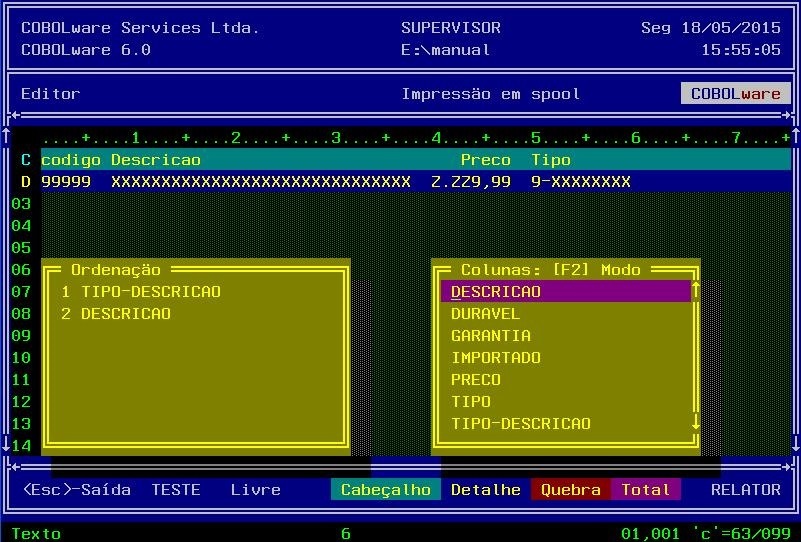 COBOLware Services Ltda. SUPERVISOR Seg 18/05/2015
COBOLware 6.0 E:\manual 15:55:05
Editor Impressäo em spool COBOLware
....+....1....+....2....+....3....+....4....+....5....+....6....+....7....+
C codigo Descricao Preco Tipo
D 99999 XXXXXXXXXXXXXXXXXXXXXXXXXXXXXX Z.ZZ9,99 9-XXXXXXXX
03
04
05
06 Ordenaçäo Colunas: [F2] Modo
07 1 TIPO-DESCRICAO DESCRICAO ↑
08 2 DESCRICAO DURAVEL
09 GARANTIA
10 IMPORTADO
11 PRECO
12 TIPO
13 TIPO-DESCRICAO ↓
14
<Esc>-Saída TESTE Livre Cabeçalho Detalhe Quebra Total RELATOR
Texto 6 01,001 'c'=63/099